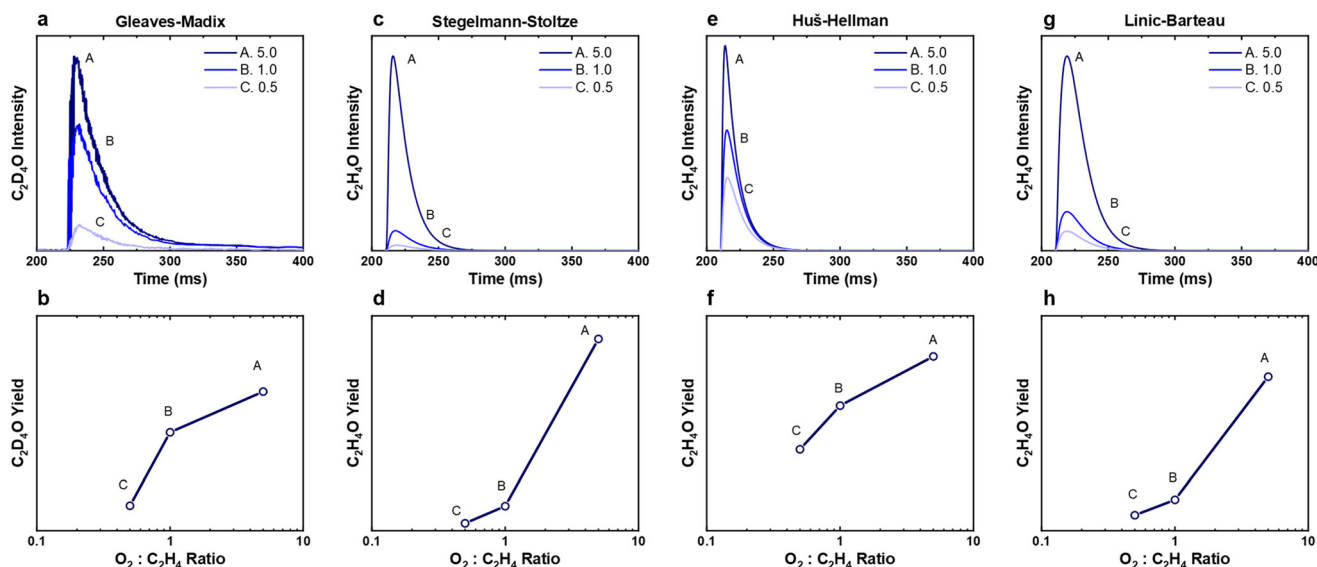 a
Gleaves-Madix
A
B
C
A. 5.0
B. 1.0
C. 0.5
C₂D₄O Intensity
200 250 300 350 400
Time (ms)
c
Stegelmann-Stoltze
A
B
C
A. 5.0
B. 1.0
C. 0.5
C₂H₄O Intensity
200 250 300 350 400
Time (ms)
e
Huš-Hellman
A
B
C
A. 5.0
B. 1.0
C. 0.5
C₂H₄O Intensity
200 250 300 350 400
Time (ms)
g
Linic-Barteau
A
B
C
A. 5.0
B. 1.0
C. 0.5
C₂H₄O Intensity
200 250 300 350 400
Time (ms)
b
A
B
C
C₂D₄O Yield
0.1 1 10
O₂ : C₂H₄ Ratio
d
A
B
C
C₂H₄O Yield
0.1 1 10
O₂ : C₂H₄ Ratio
f
A
B
C
C₂H₄O Yield
0.1 1 10
O₂ : C₂H₄ Ratio
h
A
B
C
C₂H₄O Yield
0.1 1 10
O₂ : C₂H₄ Ratio